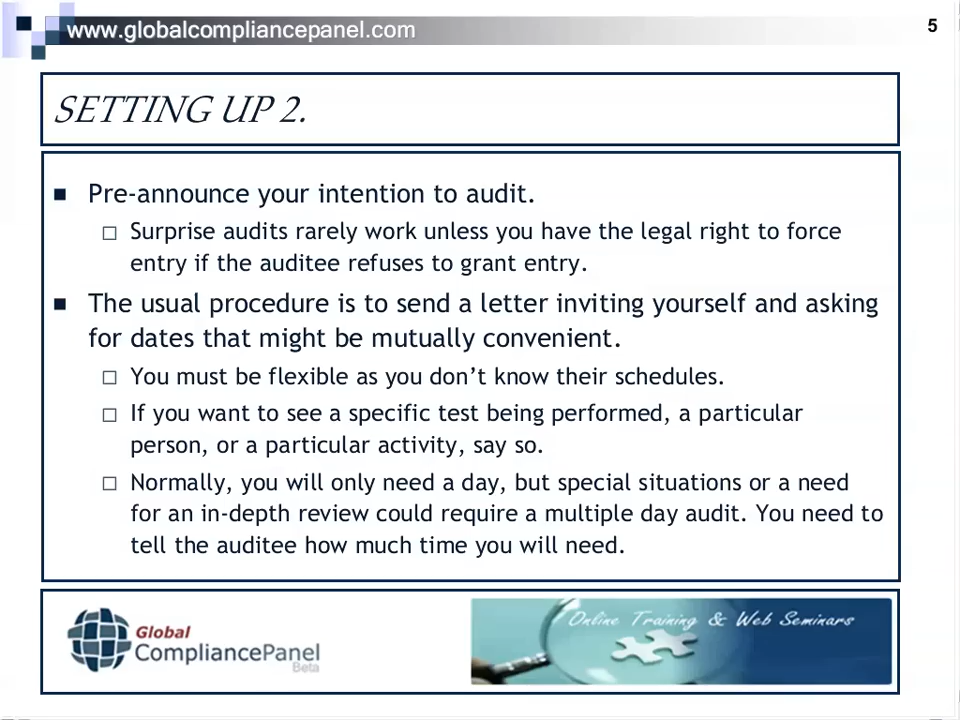 www.globalcompliancepanel.com
5
SETTING UP 2.
Pre-announce your intention to audit.
Surprise audits rarely work unless you have the legal right to force
entry if the auditee refuses to grant entry.
The usual procedure is to send a letter inviting yourself and asking
for dates that might be mutually convenient.
You must be flexible as you don’t know their schedules.
If you want to see a specific test being performed, a particular
person, or a particular activity, say so.
Normally, you will only need a day, but special situations or a need
for an in-depth review could require a multiple day audit. You need to
tell the auditee how much time you will need.
Global
CompliancePanel
Beta
Online Training & Web Seminars